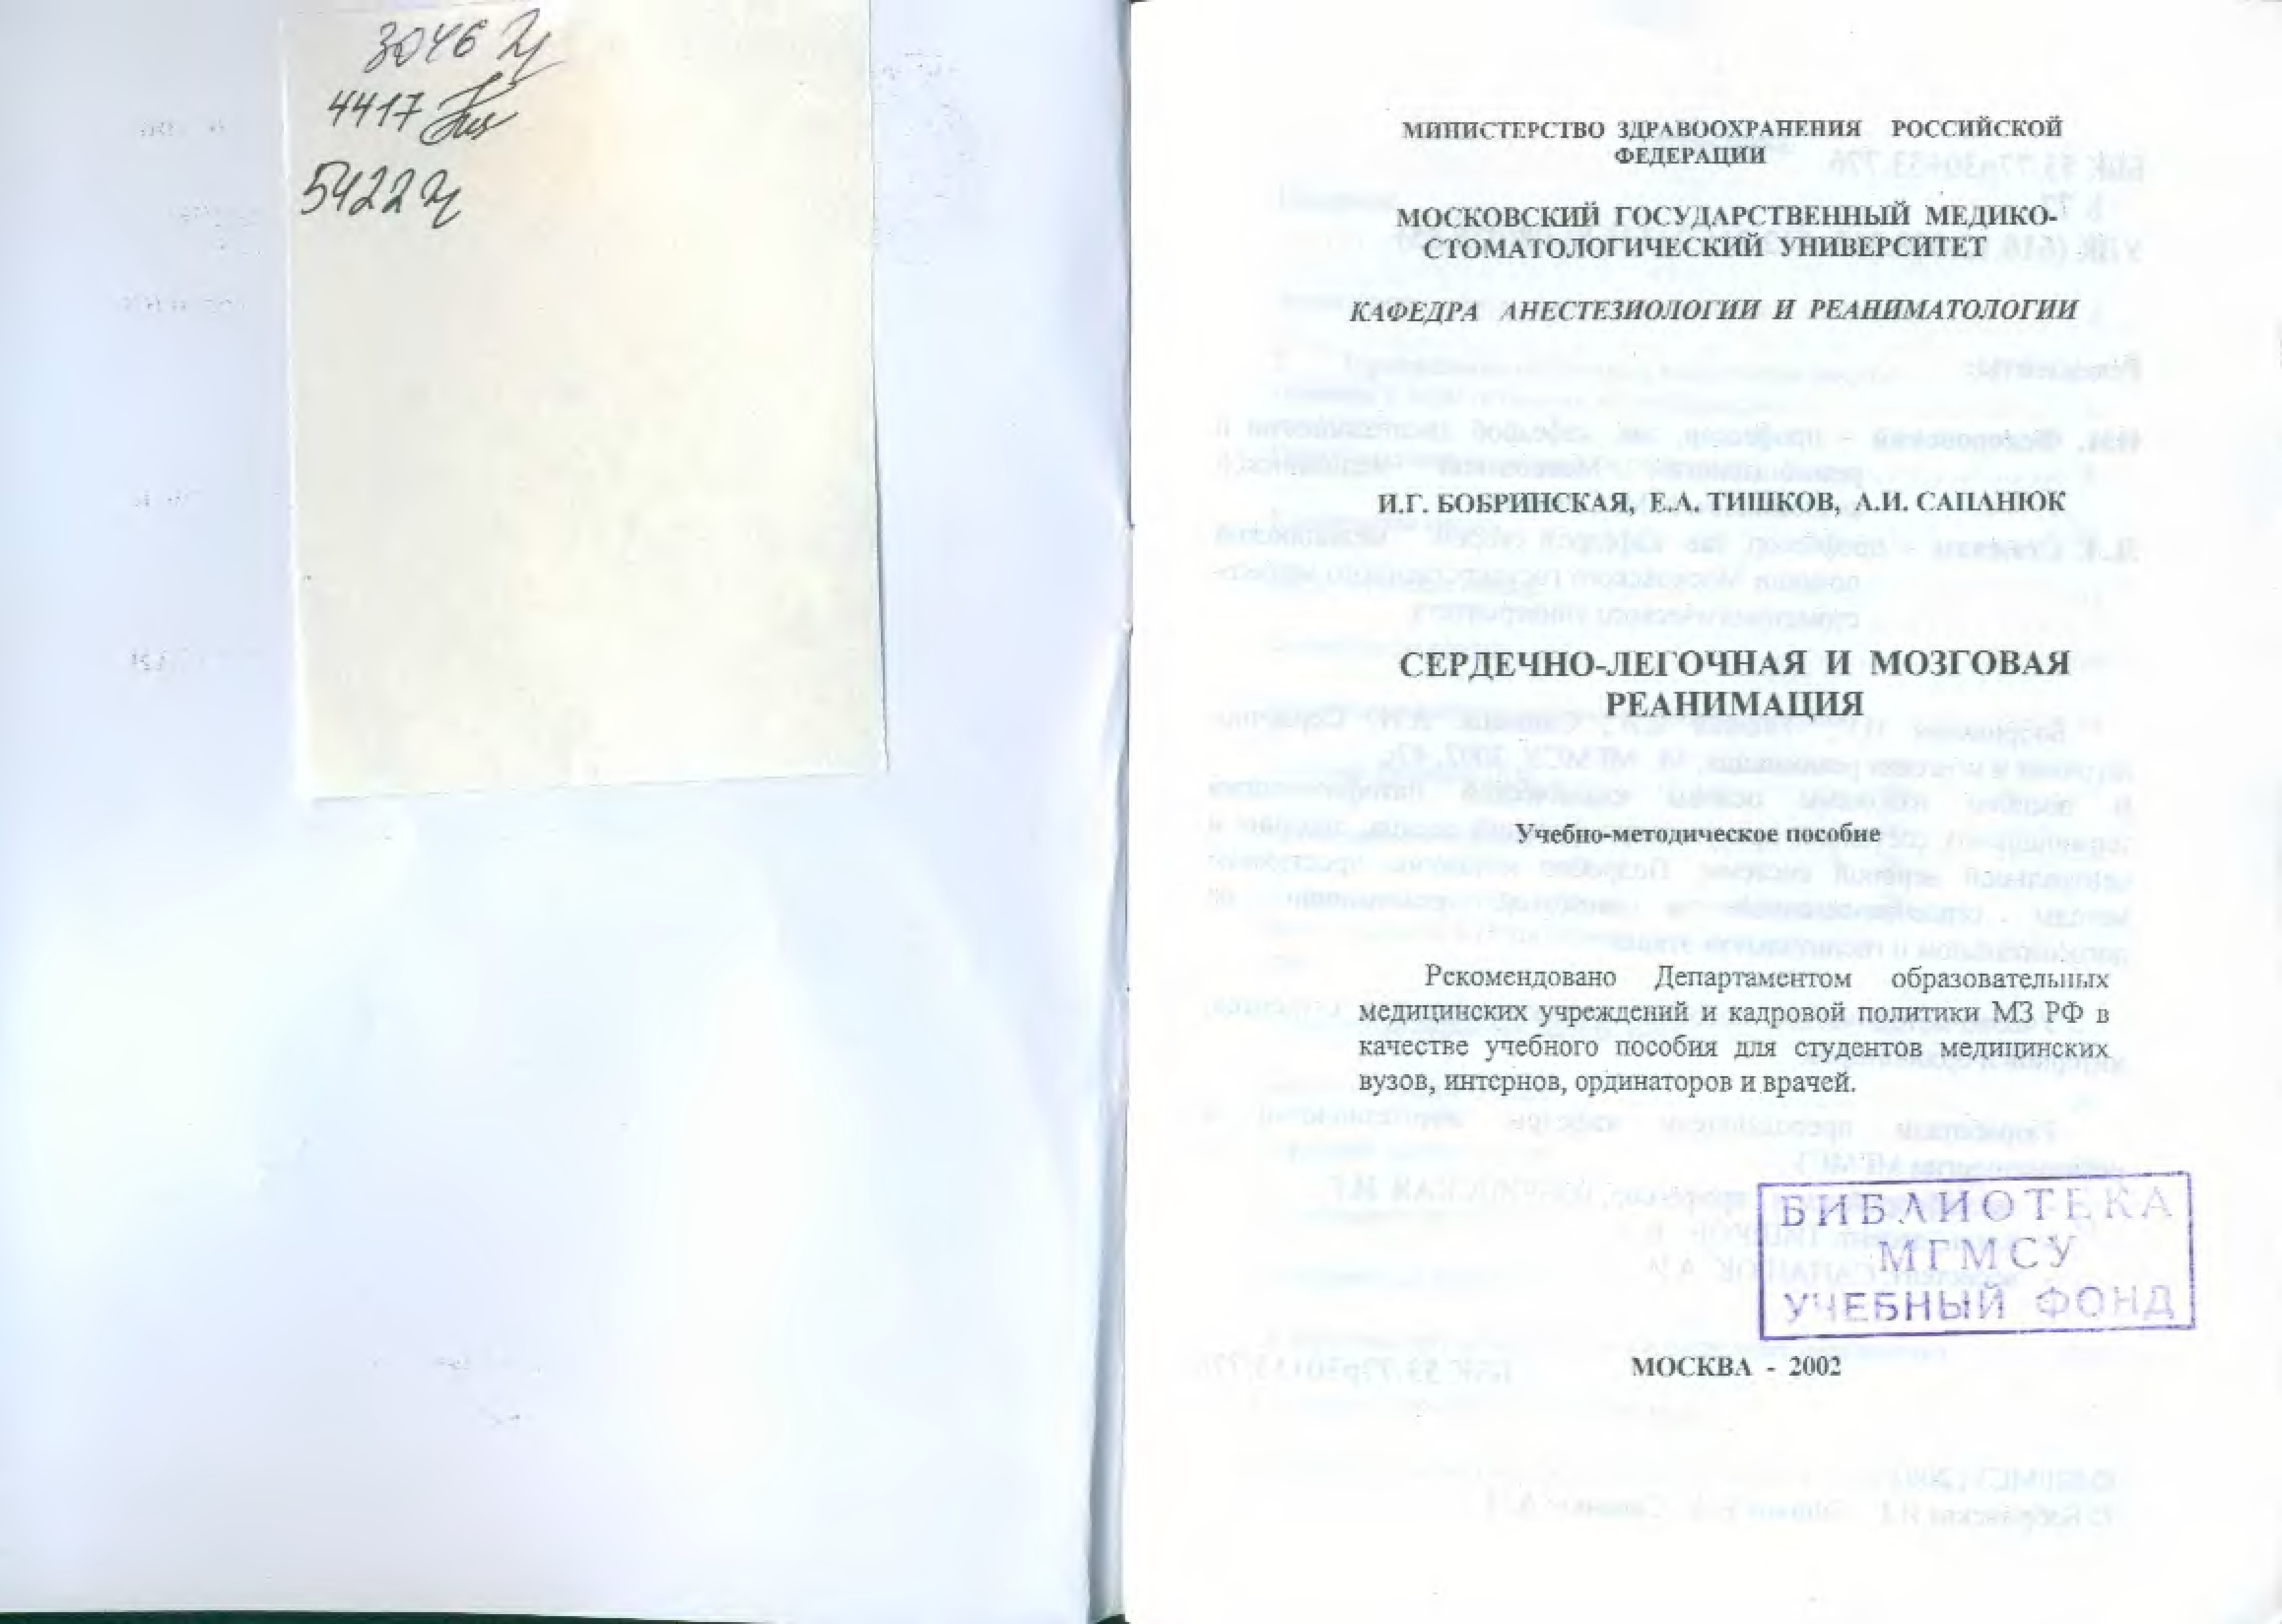 3046
4417
5422
МИНИСТЕРСТВО ЗДРАВООХРАНЕНИЯ РОССИЙСКОЙ
ФЕДЕРАЦИИ
МОСКОВСКИЙ ГОСУДАРСТВЕННЫЙ МЕДИКО-
СТОМАТОЛОГИЧЕСКИЙ УНИВЕРСИТЕТ
КАФЕДРА АНЕСТЕЗИОЛОГИИ И РЕАНИМАТОЛОГИИ
И.Г. БОБРИНСКАЯ, Е.А. ТИШКОВ, А.И. САПАНЮК
СЕРДЕЧНО-ЛЕГОЧНАЯ И МОЗГОВАЯ
РЕАНИМАЦИЯ
Учебно-методическое пособие
Рекомендовано Департаментом образовательных
медицинских учреждений и кадровой политики МЗ РФ в
качестве учебного пособия для студентов медицинских
вузов, интернов, ординаторов и врачей.
БИБЛИОТЕКА
МГМСУ
УЧЕБНЫЙ ФОНД
МОСКВА - 2002